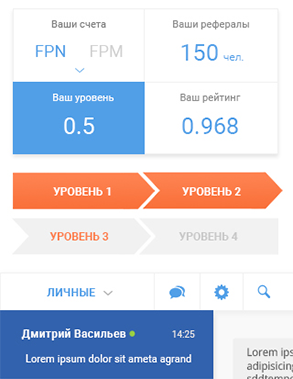 Ваши счета
Ваши рефералы
FPN FPM
150 чел.
Ваш уровень
Ваш рейтинг
0.5
0.968
УРОВЕНЬ 1
УРОВЕНЬ 2
УРОВЕНЬ 3
УРОВЕНЬ 4
ЛИЧНЫЕ
Дмитрий Васильев
14:25
Lorem ipsum dolor sit ameta agrand
Lorem ips
adipisicing